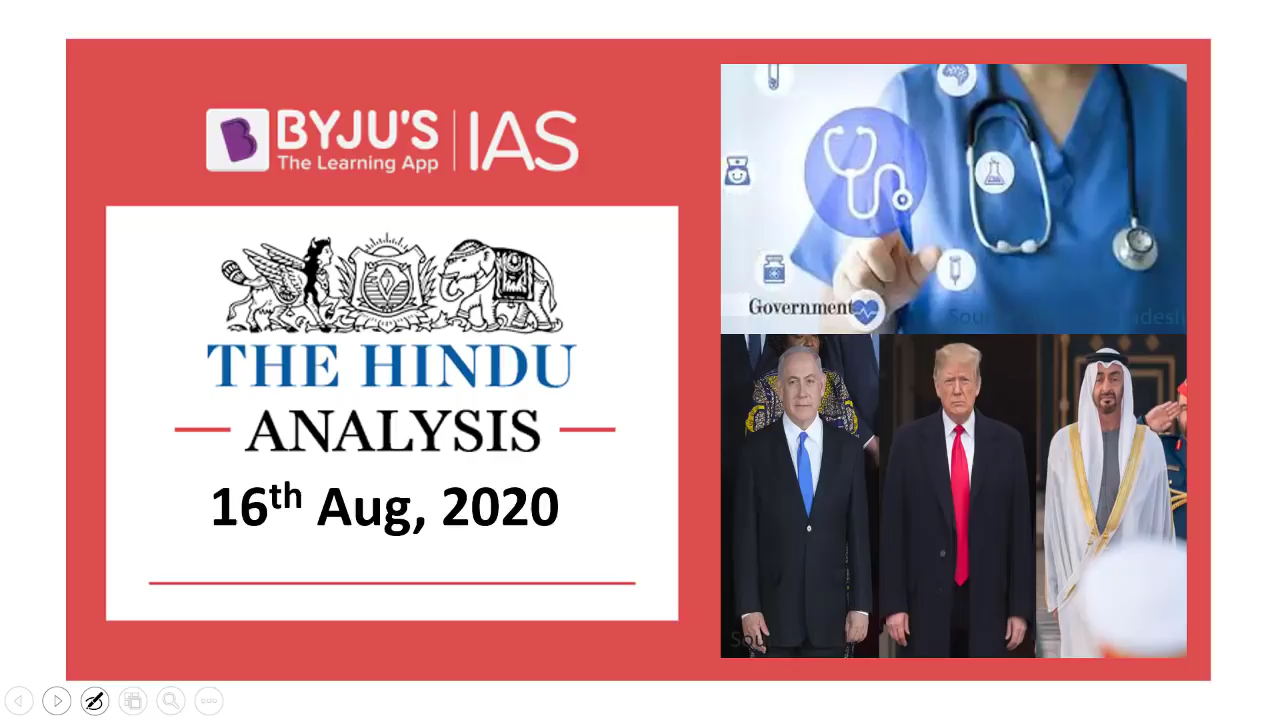 BYJU'S
The Learning App
IAS
THE HINDU
ANALYSIS
16th Aug, 2020
Government